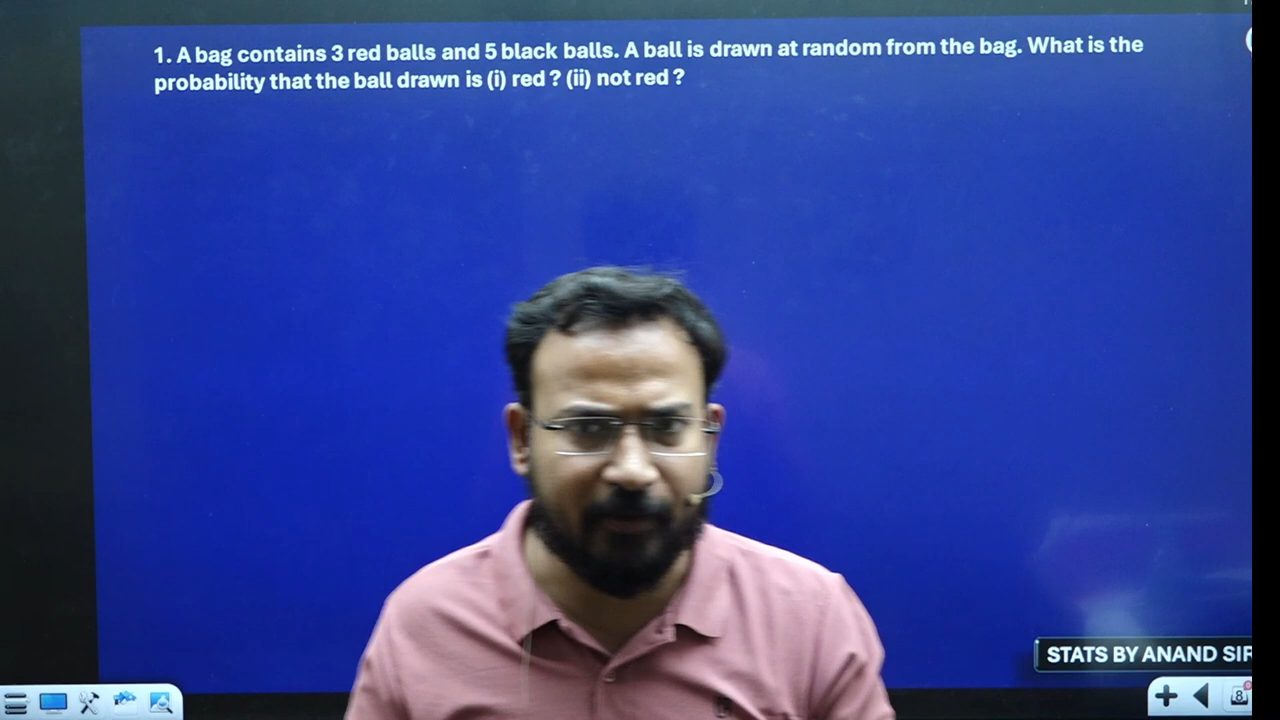 1. A bag contains 3 red balls and 5 black balls. A ball is drawn at random from the bag. What is the
probability that the ball drawn is (i) red ? (ii) not red ?
STATS BY ANAND SIR
8